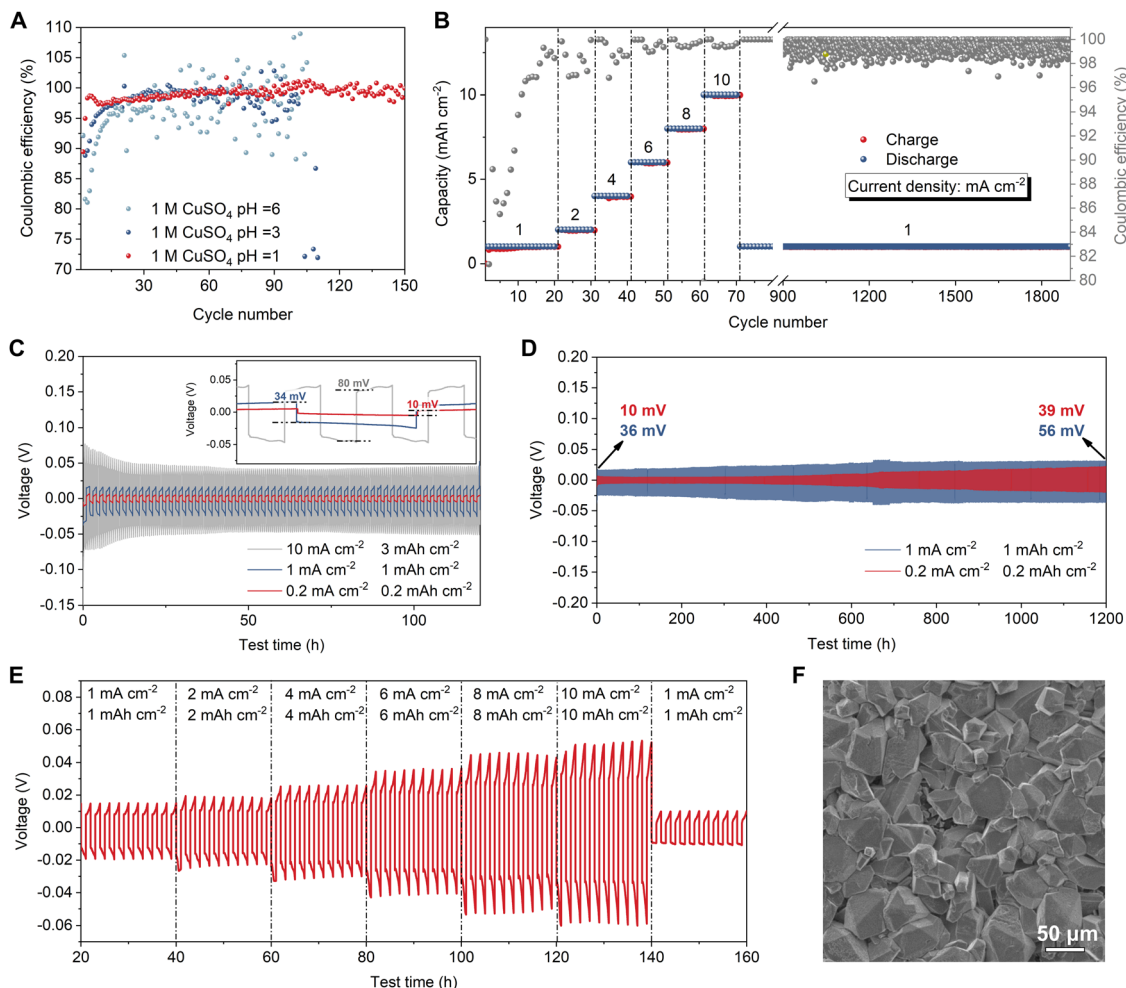 A
Coulombic efficiency (%)
110
105
100
95
90
85
80
75
70
1 M CuSO₄ pH =6
1 M CuSO₄ pH =3
1 M CuSO₄ pH =1
30 60 90 120 150
Cycle number
B
Capacity (mAh cm⁻²)
10
5
0
1
2
4
6
8
10
1
Charge
Discharge
Current density: mA cm⁻²
100
98
96
94
92
90
88
86
84
82
80
Coulombic efficiency (%)
10 20 30 40 50 60 70 900 1200 1500 1800
Cycle number
C
Voltage (V)
0.20
0.15
0.10
0.05
0.00
-0.05
-0.10
-0.15
Voltage (V)
0.05
0.00
-0.05
34 mV
80 mV
10 mV
10 mA cm⁻² 3 mAh cm⁻²
1 mA cm⁻² 1 mAh cm⁻²
0.2 mA cm⁻² 0.2 mAh cm⁻²
0 50 100
Test time (h)
D
Voltage (V)
0.20
0.15
0.10
0.05
0.00
-0.05
-0.10
-0.15
-0.20
10 mV
36 mV
39 mV
56 mV
1 mA cm⁻² 1 mAh cm⁻²
0.2 mA cm⁻² 0.2 mAh cm⁻²
0 200 400 600 800 1000 1200
Test time (h)
E
Voltage (V)
0.08
0.06
0.04
0.02
0.00
-0.02
-0.04
-0.06
1 mA cm⁻² 2 mA cm⁻² 4 mA cm⁻² 6 mA cm⁻² 8 mA cm⁻² 10 mA cm⁻² 1 mA cm⁻²
1 mAh cm⁻² 2 mAh cm⁻² 4 mAh cm⁻² 6 mAh cm⁻² 8 mAh cm⁻² 10 mAh cm⁻² 1 mAh cm⁻²
20 40 60 80 100 120 140 160
Test time (h)
F
50 μm